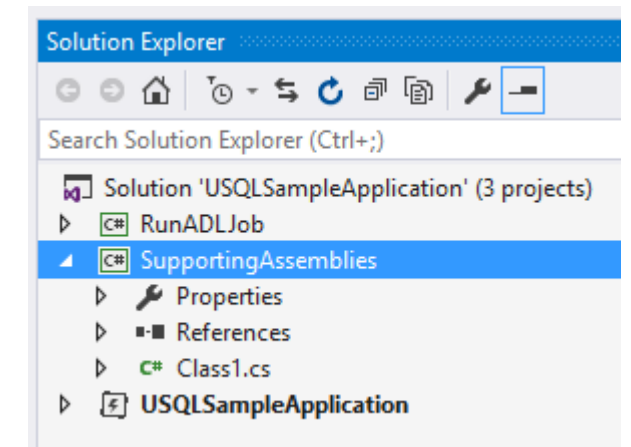 Solution Explorer
Search Solution Explorer (Ctrl+;)
Solution 'USQLSampleApplication' (3 projects)
C# RunADLJob
C# SupportingAssemblies
Properties
References
C# Class1.cs
USQLSampleApplication